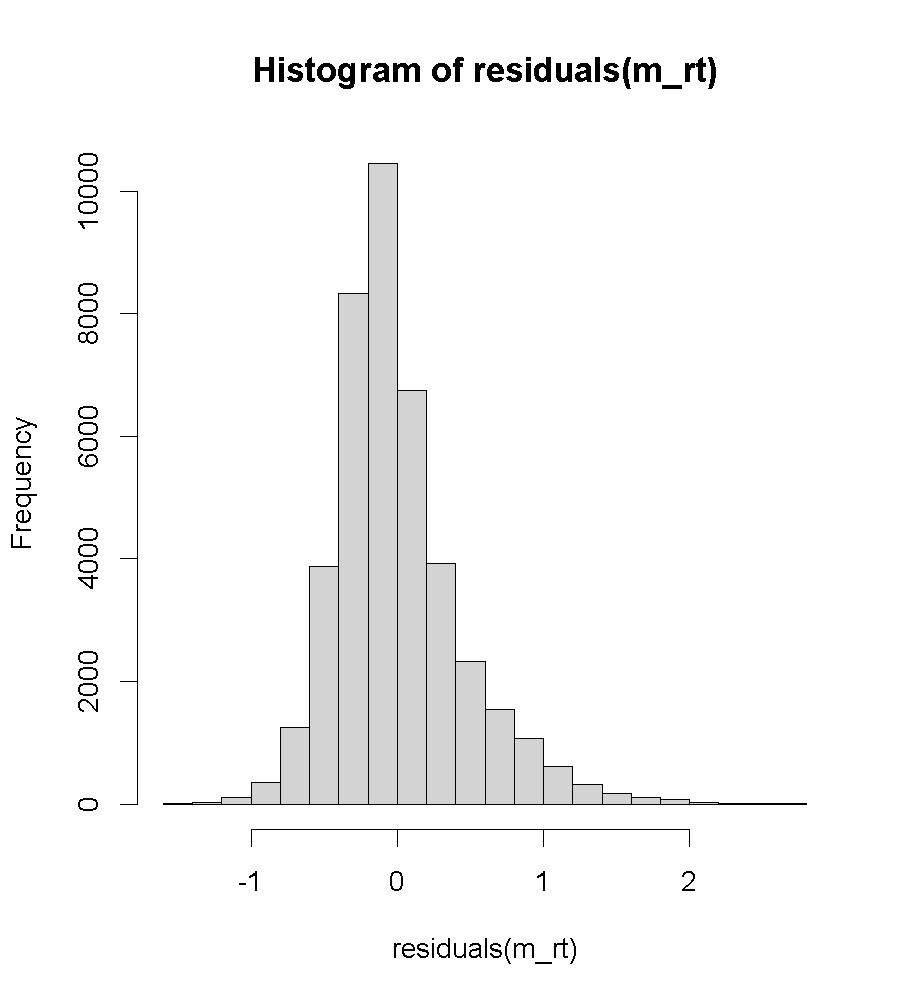 Histogram of residuals(m_rt)
Frequency
10000
8000
6000
4000
2000
0
-1 0 1 2
residuals(m_rt)